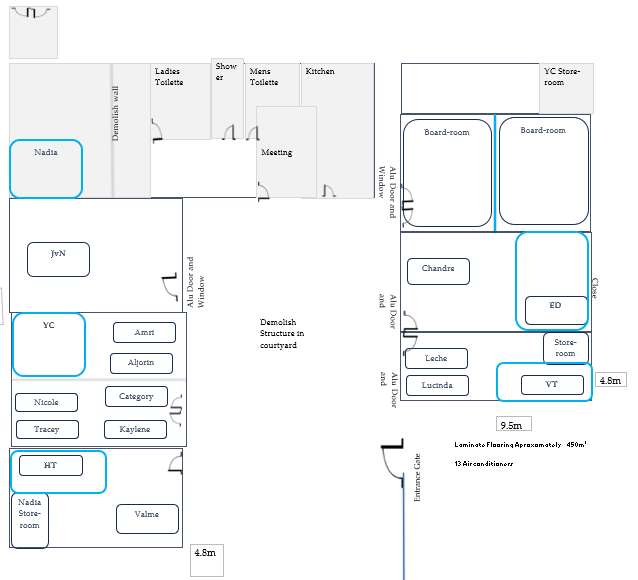 Ladies
Toilette
Show
er
Mens
Toilette
Kitchen
YC Store-
room
Demolish wall
Nadia
Meeting
Board-room
Board-room
Alu Door and
Window
JvN
Alu Door and
Window
Chandre
ED
Close
YC
Amri
Aljorin
Demolish
Structure in
courtyard
Alu Door
and
Store-
room
Leche
Lucinda
VT
Alu Door
and
4.8m
Nicole
Category
Tracey
Kaylene
9.5m
Laminate Flooring Aproxamately 450m²
13 Airconditioners
HT
Entrance Gate
Nadia
Store-
room
Valme
4.8m